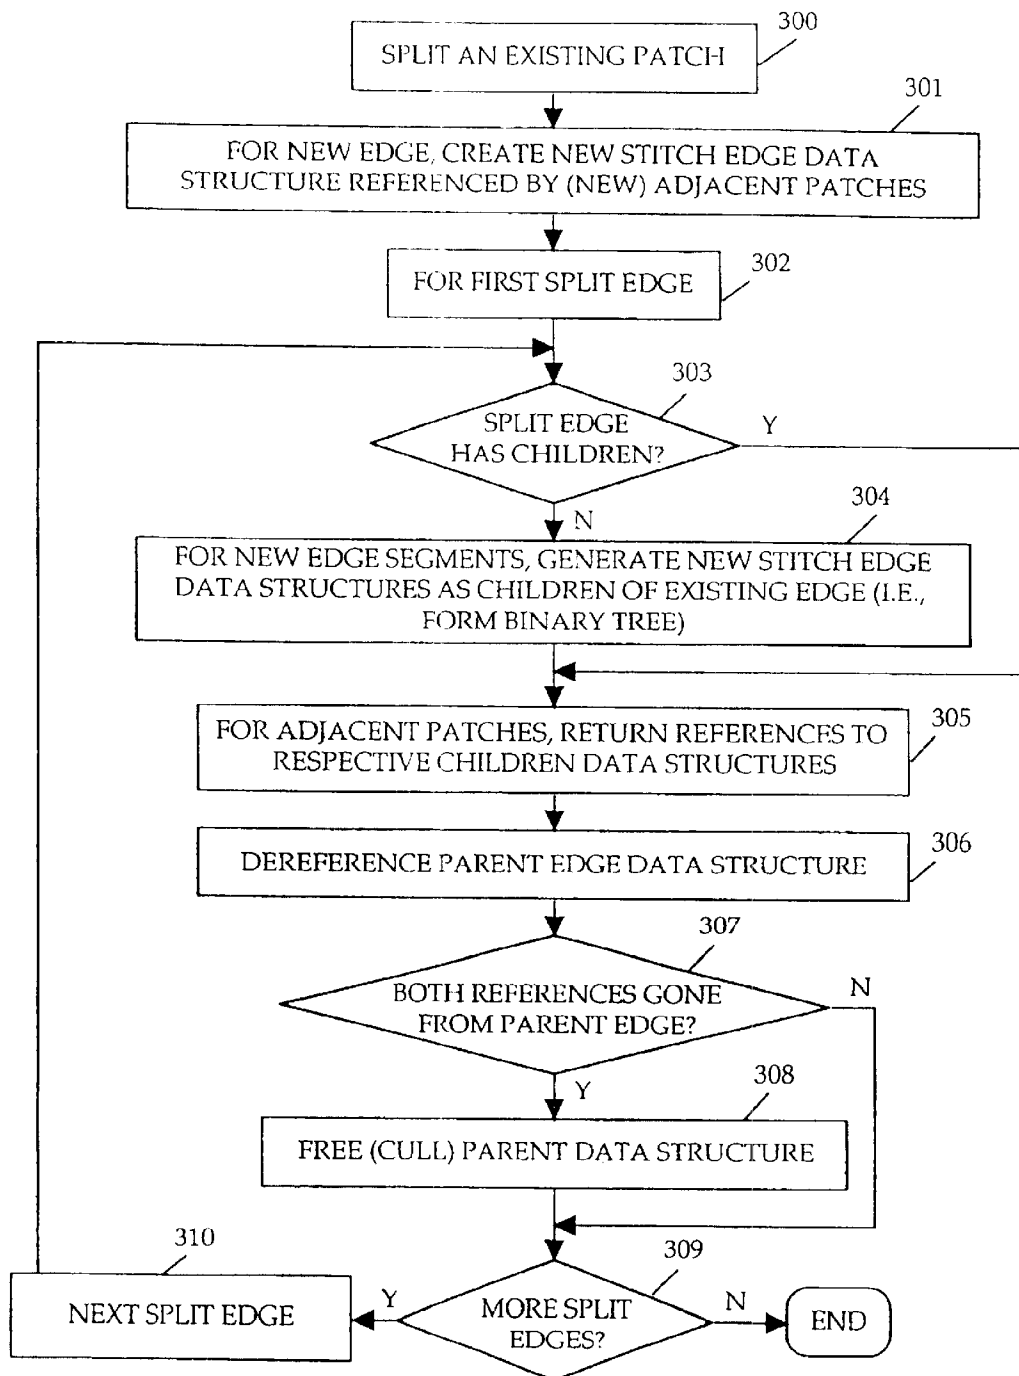 300
SPLIT AN EXISTING PATCH
301
FOR NEW EDGE, CREATE NEW STITCH EDGE DATA
STRUCTURE REFERENCED BY (NEW) ADJACENT PATCHES
302
FOR FIRST SPLIT EDGE
303
SPLIT EDGE
HAS CHILDREN?
Y
N
304
FOR NEW EDGE SEGMENTS, GENERATE NEW STITCH EDGE
DATA STRUCTURES AS CHILDREN OF EXISTING EDGE (I.E.,
FORM BINARY TREE)
305
FOR ADJACENT PATCHES, RETURN REFERENCES TO
RESPECTIVE CHILDREN DATA STRUCTURES
306
DEREFERENCE PARENT EDGE DATA STRUCTURE
307
BOTH REFERENCES GONE
FROM PARENT EDGE?
N
Y
308
FREE (CULL) PARENT DATA STRUCTURE
310
NEXT SPLIT EDGE
309
Y
MORE SPLIT
EDGES?
N
END